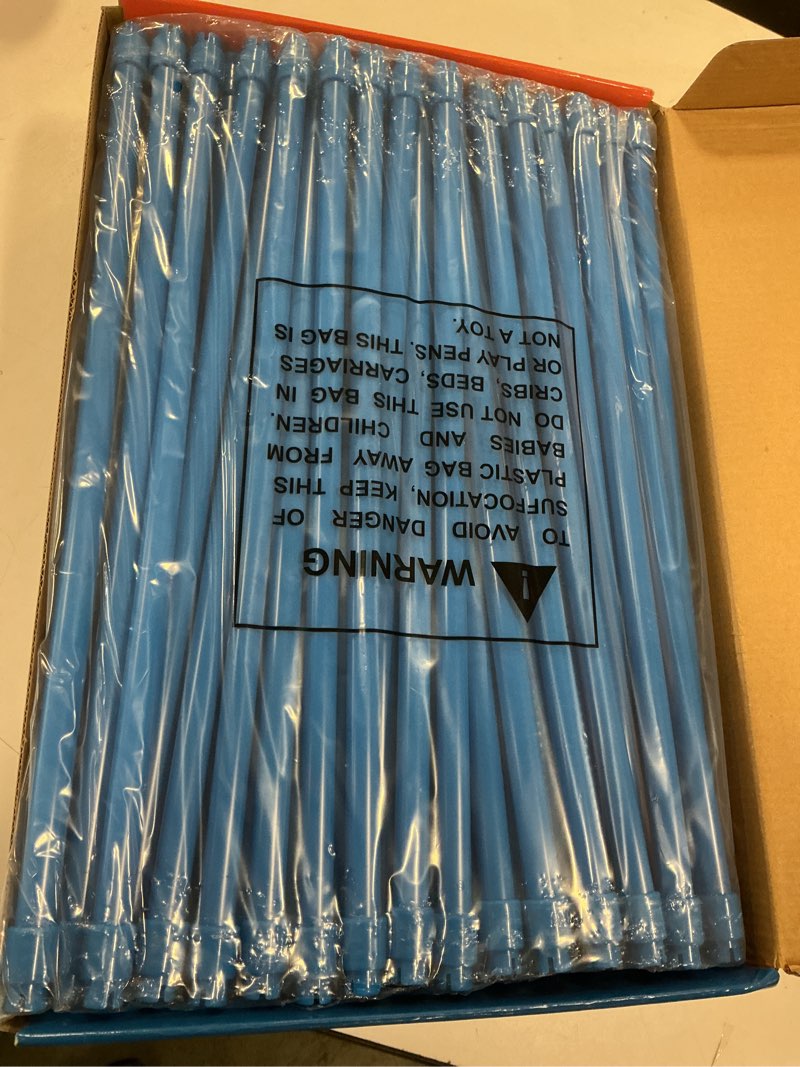 WARNING
TO AVOID DANGER OF
SUFFOCATION, KEEP THIS
PLASTIC BAG AWAY FROM
BABIES AND CHILDREN.
DO NOT USE THIS BAG IN
CRIBS, BEDS, CARRIAGES
OR PLAY PENS. THIS BAG IS
NOT A TOY.